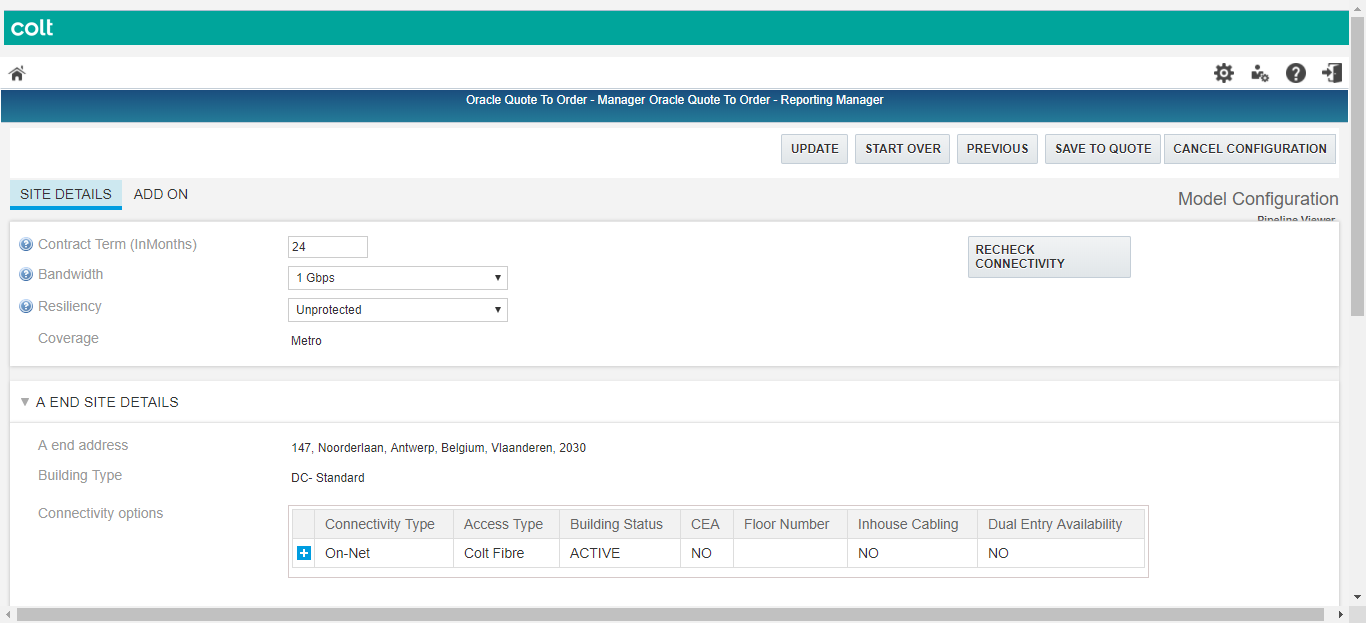 colt
Oracle Quote To Order - Manager Oracle Quote To Order - Reporting Manager
UPDATE START OVER PREVIOUS SAVE TO QUOTE CANCEL CONFIGURATION
SITE DETAILS ADD ON
Model Configuration
Pipeline Viewer
Contract Term (InMonths) 24
RECHECK CONNECTIVITY
Bandwidth 1 Gbps
Resiliency Unprotected
Coverage Metro
A END SITE DETAILS
A end address 147, Noorderlaan, Antwerp, Belgium, Vlaanderen, 2030
Building Type DC- Standard
Connectivity options
Connectivity Type Access Type Building Status CEA Floor Number Inhouse Cabling Dual Entry Availability
On-Net Colt Fibre ACTIVE NO NO NO